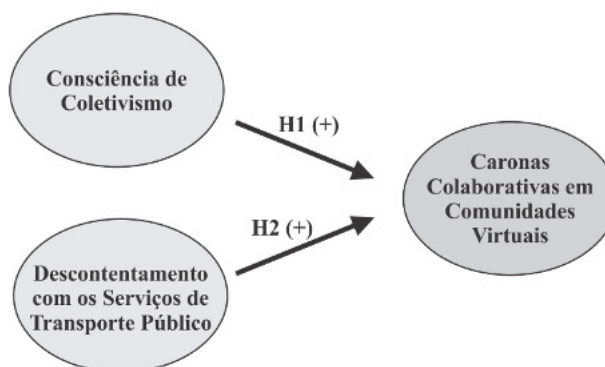 Consciência de
Coletivismo
H1 (+)
Caronas
Colaborativas em
Comunidades
Virtuais
H2 (+)
Descontentamento
com os Serviços de
Transporte Público